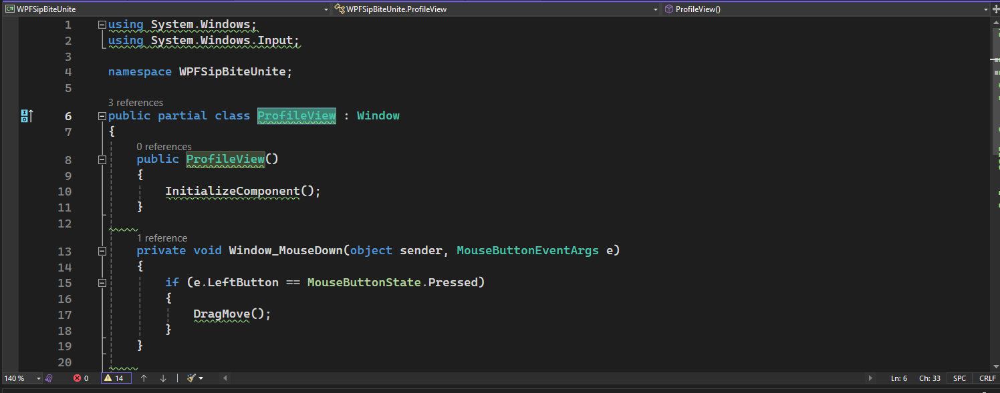 C# WPFSipBiteUnite WPFSipBiteUnite.ProfileView ProfileView()
1 using System.Windows;
2 using System.Windows.Input;
3
4 namespace WPFSipBiteUnite;
5
3 references
6 public partial class ProfileView : Window
7 {
0 references
8 public ProfileView()
9 {
10 InitializeComponent();
11 }
12
1 reference
13 private void Window_MouseDown(object sender, MouseButtonEventArgs e)
14 {
15 if (e.LeftButton == MouseButtonState.Pressed)
16 {
17 DragMove();
18 }
19 }
20
140 % 0 14 Ln: 6 Ch: 33 SPC CRLF